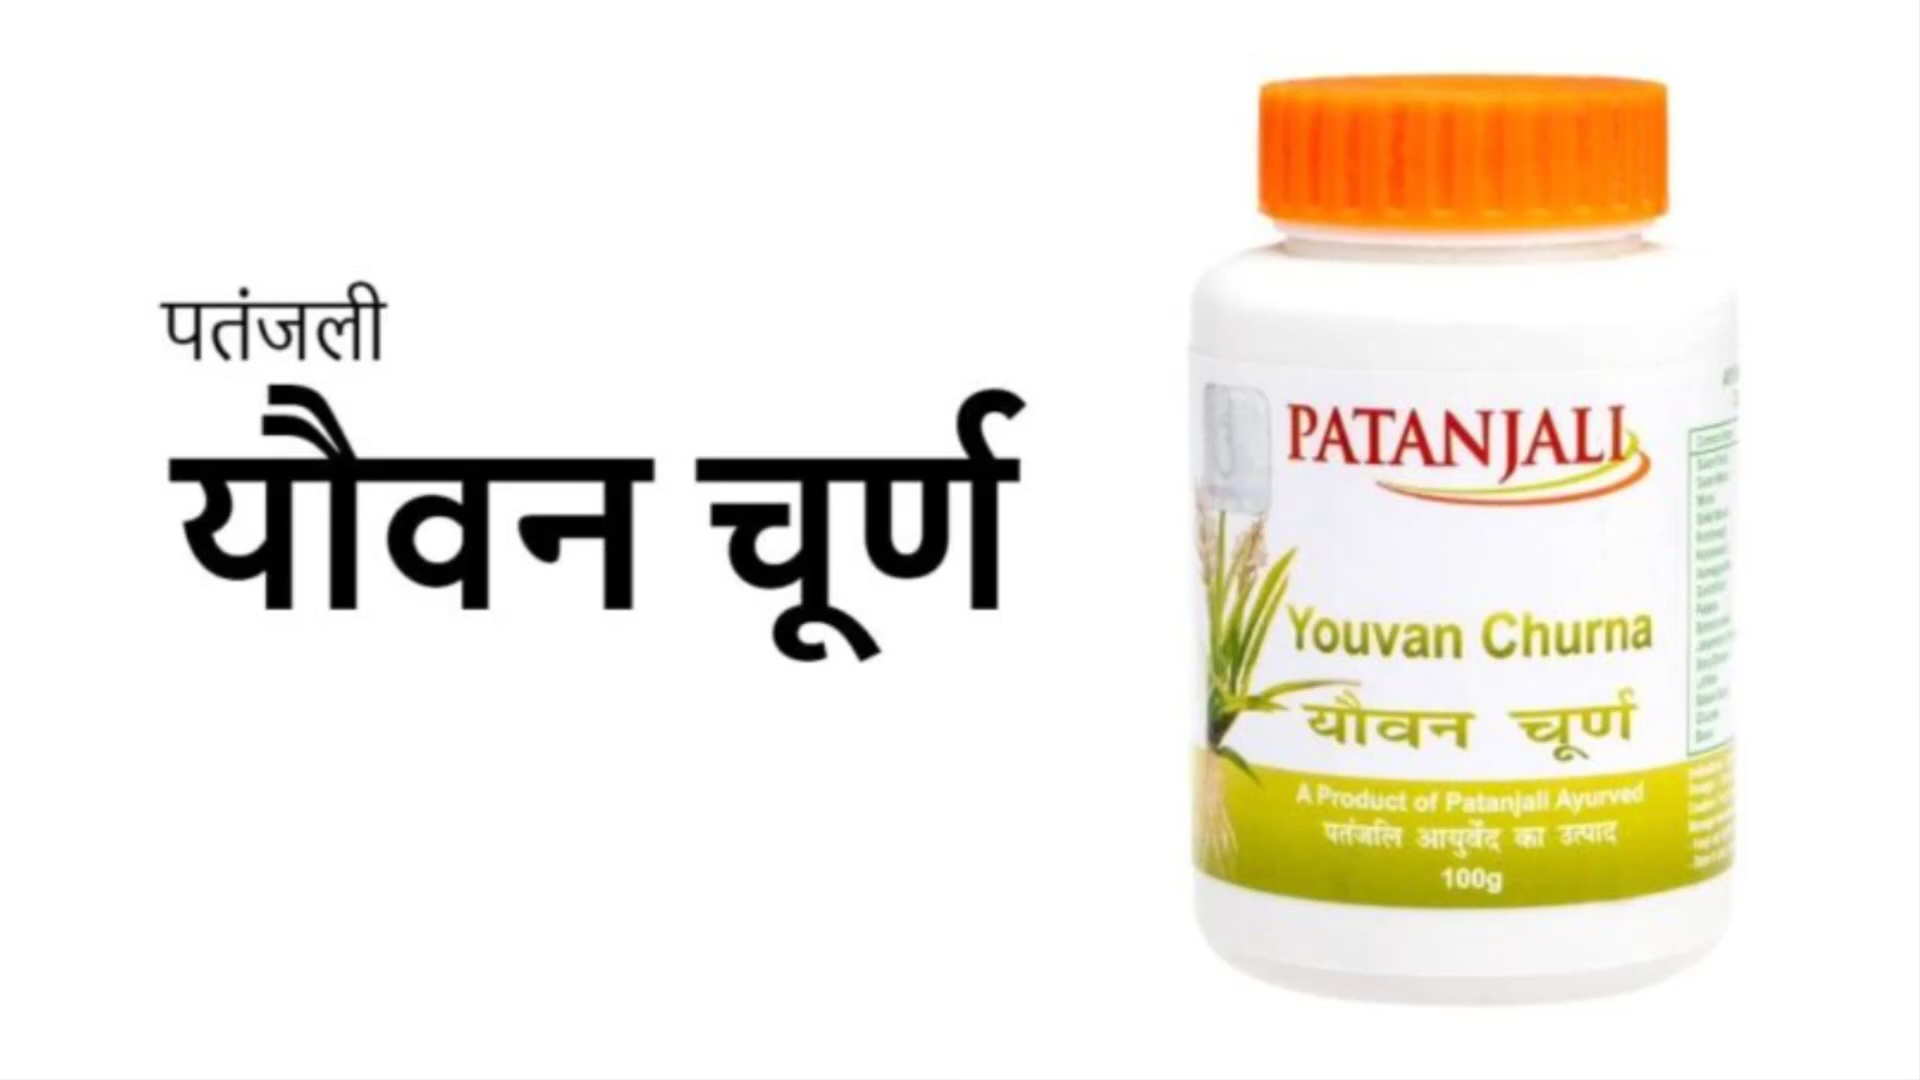 पतंजली
यौवन चूर्ण
PATANJALI
Youvan Churna
यौवन चूर्ण
A Product of Patanjali Ayurved
पतंजलि आयुर्वेद का उत्पाद
100g